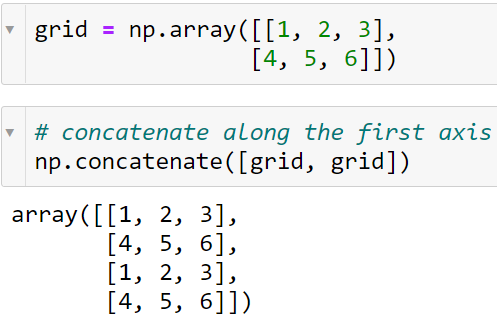 grid = np.array([[1, 2, 3],
                [4, 5, 6]])
# concatenate along the first axis
np.concatenate([grid, grid])
array([[1, 2, 3],
       [4, 5, 6],
       [1, 2, 3],
       [4, 5, 6]])